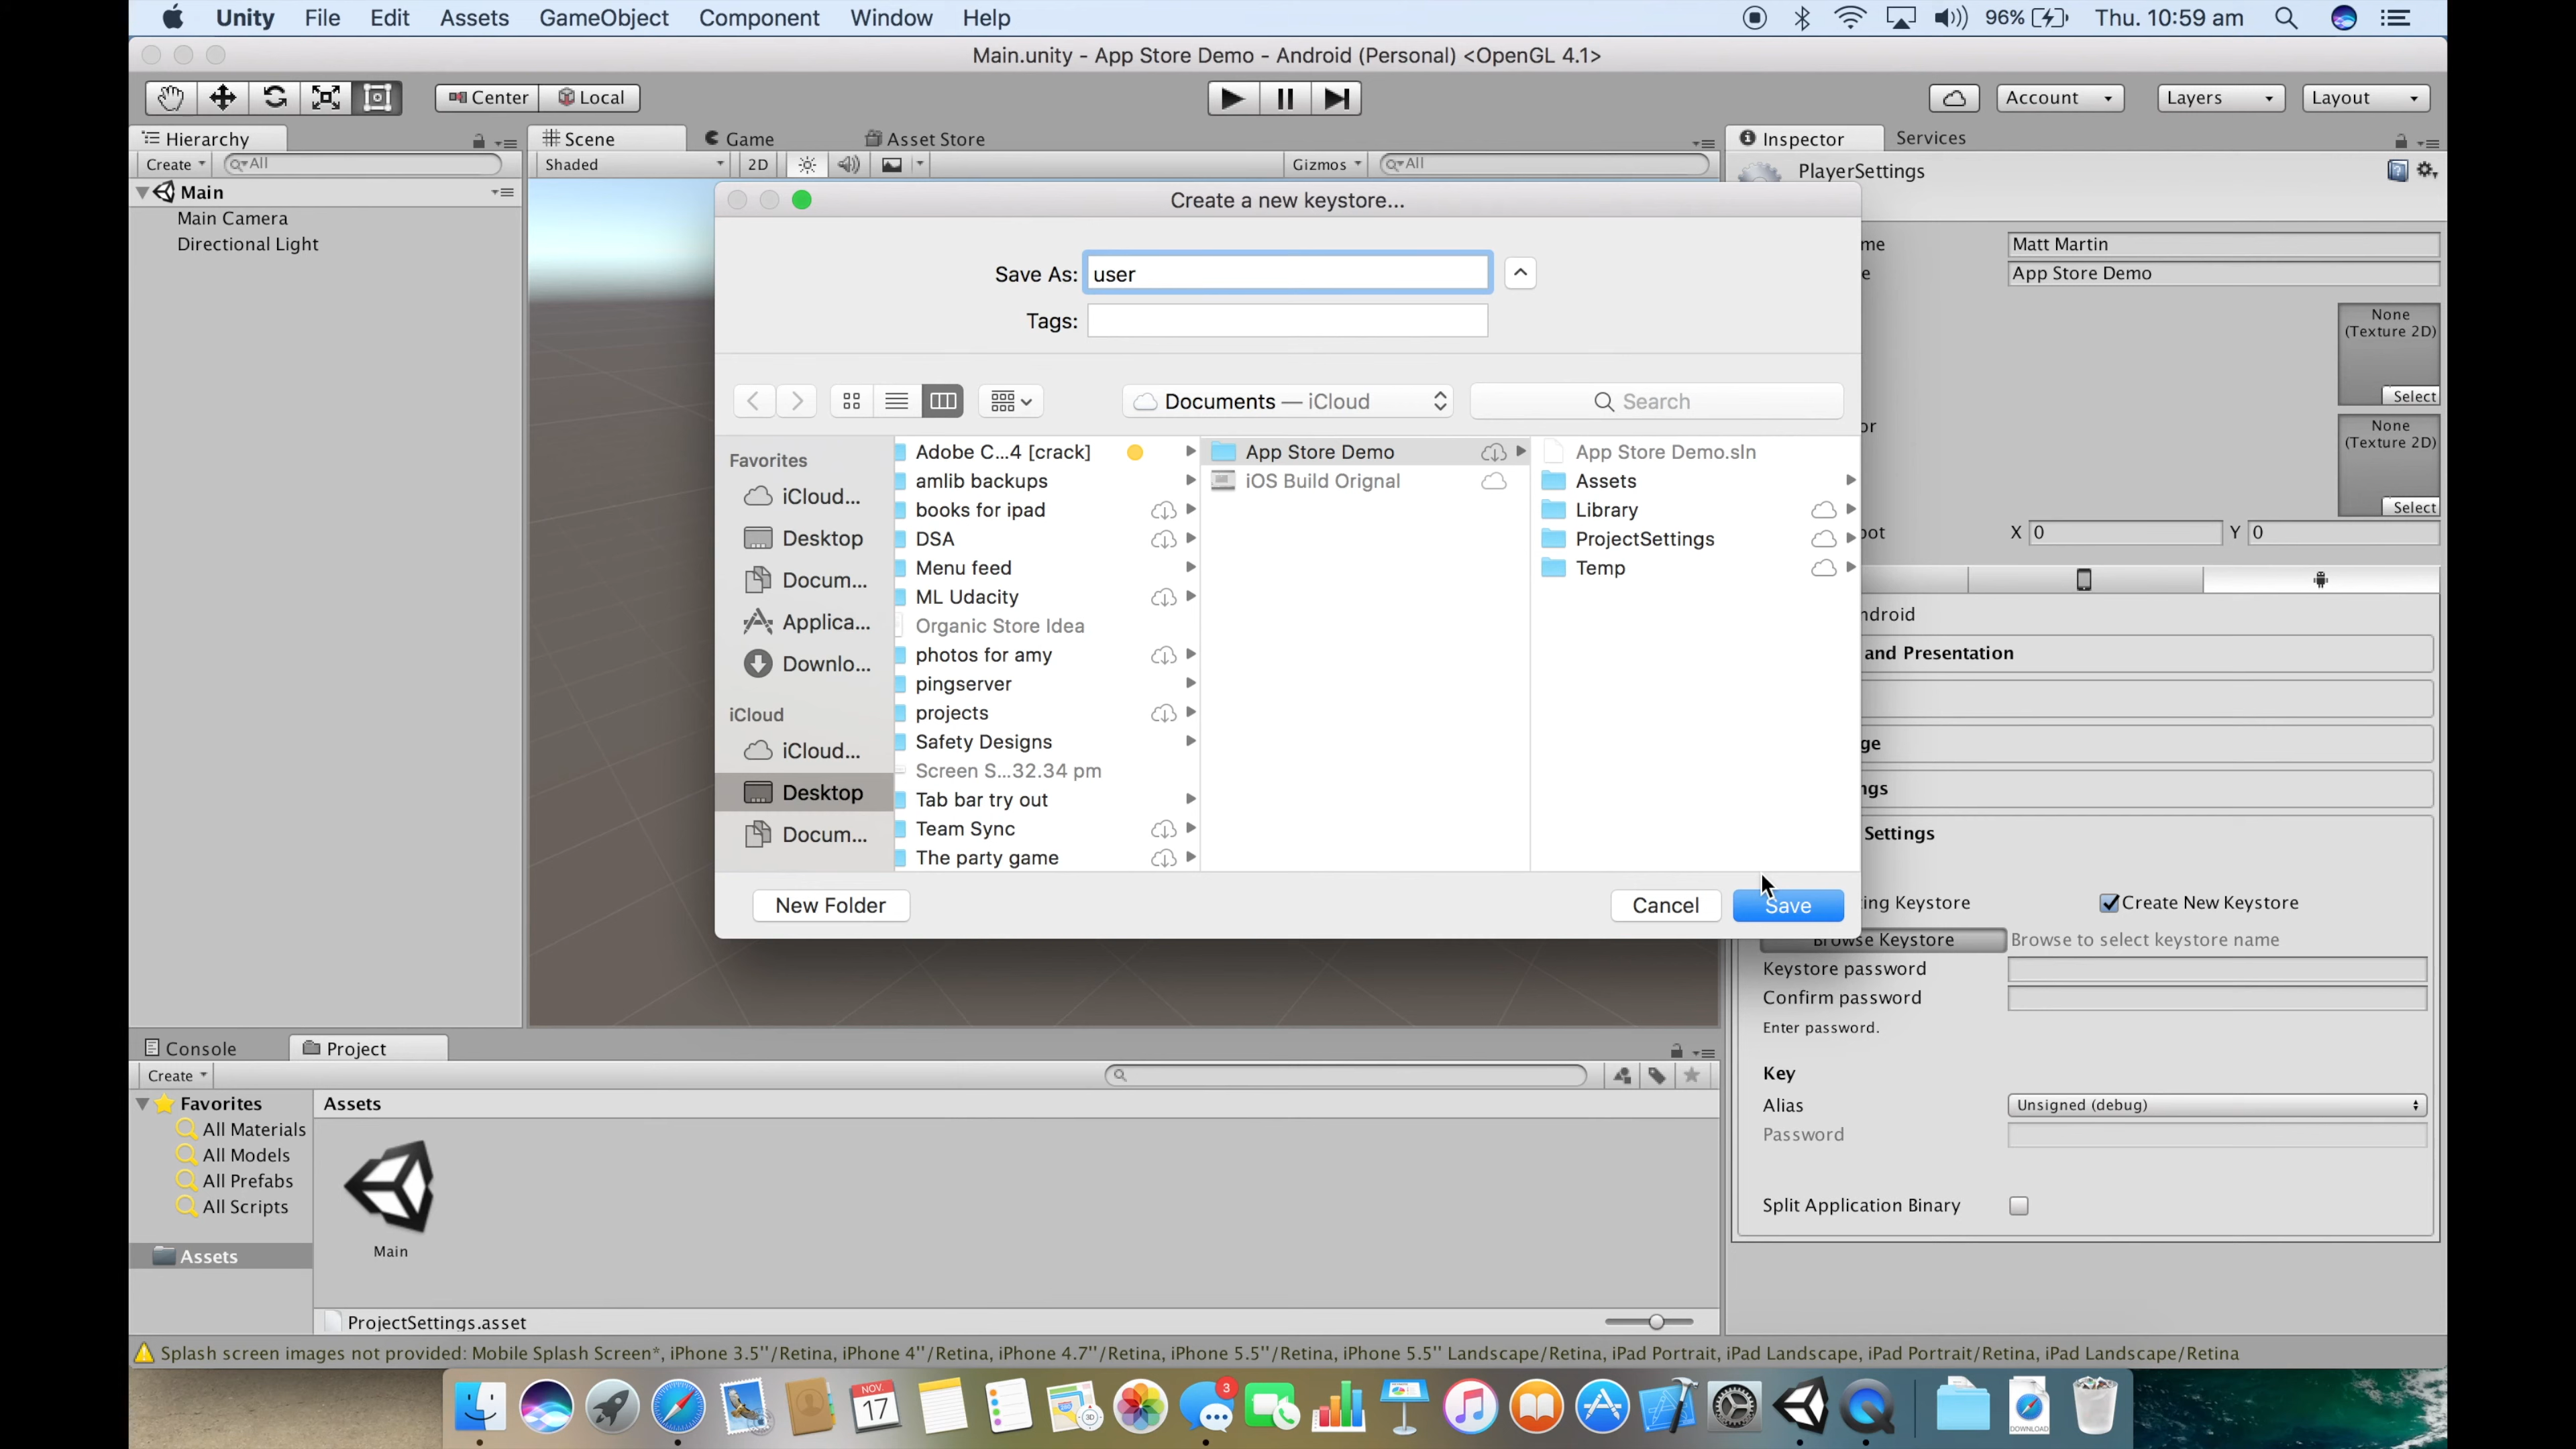 Unity File Edit Assets GameObject Component Window Help 96% Thu. 10:59 am
Main.unity - App Store Demo - Android (Personal) <OpenGL 4.1>
Center Local Account Layers Layout
Hierarchy Scene Game Asset Store Inspector Services
Create All Shaded 2D Gizmos All
PlayerSettings
Main
Main Camera
Directional Light
Create a new keystore...
Save As: user
Tags:
me Matt Martin
e App Store Demo
None
(Texture 2D)
Select
or
None
(Texture 2D)
Select
ot X 0 Y 0
Documents — iCloud Search
Favorites
iCloud...
Desktop
Docum...
Applica...
Downlo...
iCloud
iCloud...
Desktop
Docum...
Adobe C...4 [crack]
amlib backups
books for ipad
DSA
Menu feed
ML Udacity
Organic Store Idea
photos for amy
pingserver
projects
Safety Designs
Screen S...32.34 pm
Tab bar try out
Team Sync
The party game
App Store Demo
iOS Build Orignal
App Store Demo.sln
Assets
Library
ProjectSettings
Temp
New Folder Cancel Save
ndroid
and Presentation
ge
ngs
Settings
ing Keystore Create New Keystore
Browse Keystore Browse to select keystore name
Keystore password
Confirm password
Enter password.
Key
Alias Unsigned (debug)
Password
Split Application Binary
Console Project
Create
Favorites
All Materials
All Models
All Prefabs
All Scripts
Assets
Assets
Main
ProjectSettings.asset
Splash screen images not provided: Mobile Splash Screen*, iPhone 3.5''/Retina, iPhone 4''/Retina, iPhone 4.7''/Retina, iPhone 5.5''/Retina, iPhone 5.5'' Landscape/Retina, iPad Portrait, iPad Landscape, iPad Portrait/Retina, iPad Landscape/Retina
NOV.
17
3D
3
DOWNLOAD